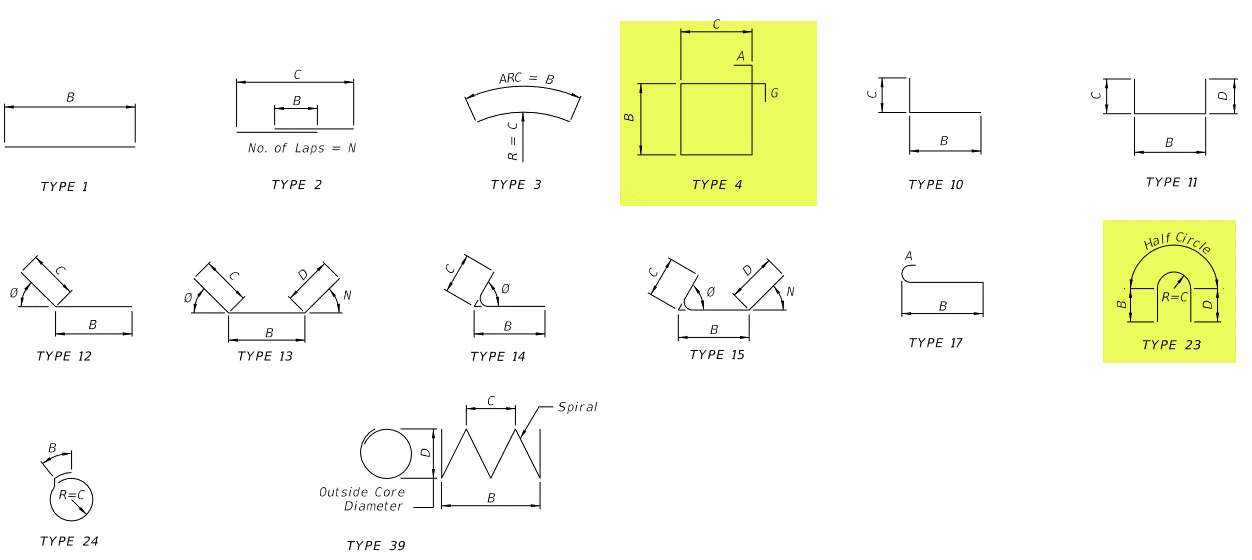 B
TYPE 1
C
B
No. of Laps = N
TYPE 2
ARC = B
R = C
TYPE 3
C
A
G
B
TYPE 4
C
B
TYPE 10
C
D
B
TYPE 11
C
Ø
B
TYPE 12
C
D
Ø
N
B
TYPE 13
C
Ø
B
TYPE 14
C
D
Ø
N
B
TYPE 15
A
B
TYPE 17
Half Circle
R=C
B
D
TYPE 23
B
R=C
TYPE 24
C
Spiral
D
Outside Core
Diameter
B
TYPE 39